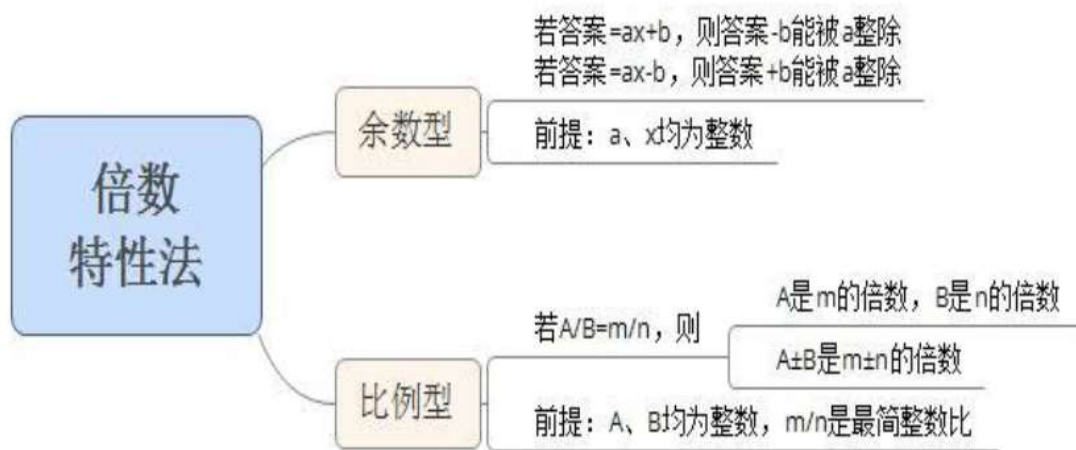 倍数
特性法
余数型
若答案=ax+b，则答案-b能被a整除
若答案=ax-b，则答案+b能被a整除
前提：a、x均为整数
比例型
若A/B=m/n，则
A是m的倍数，B是n的倍数
A±B是m±n的倍数
前提：A、B均为整数，m/n是最简整数比